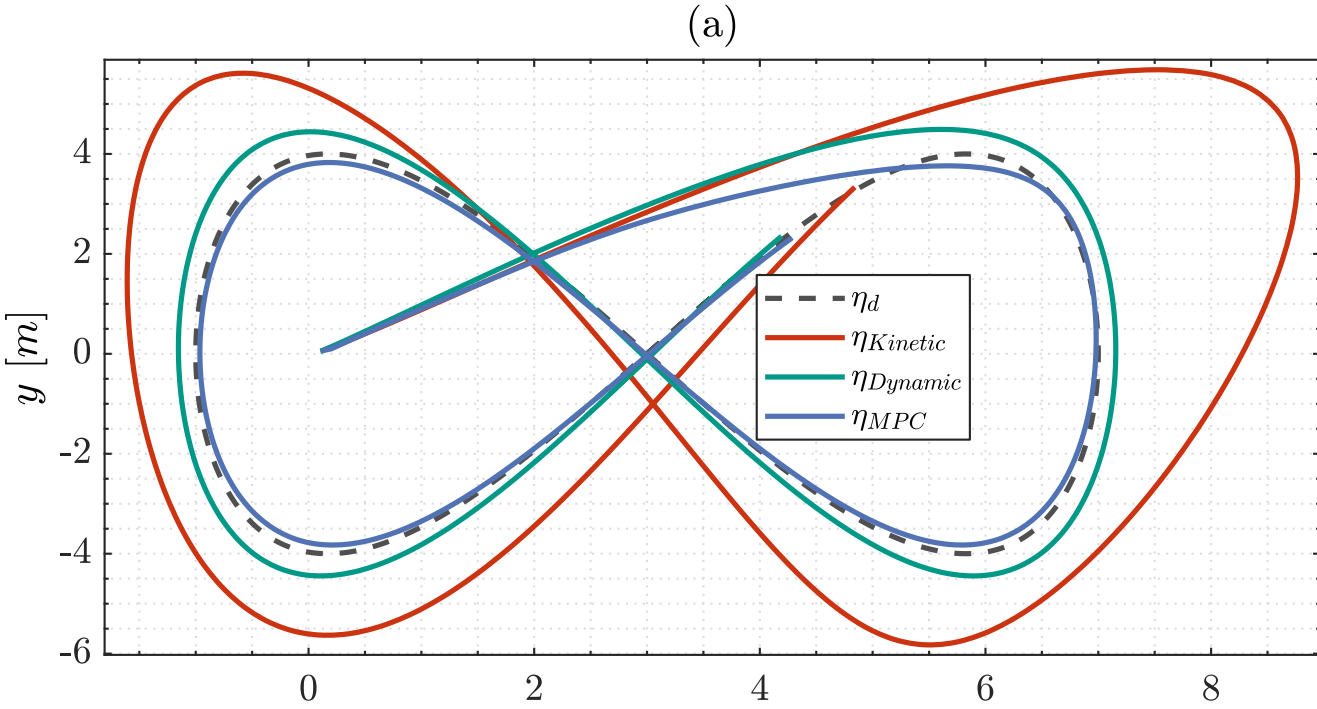 (a)
y [m]
4
2
0
-2
-4
-6
η_d
η_Kinetic
η_Dynamic
η_MPC
0 2 4 6 8